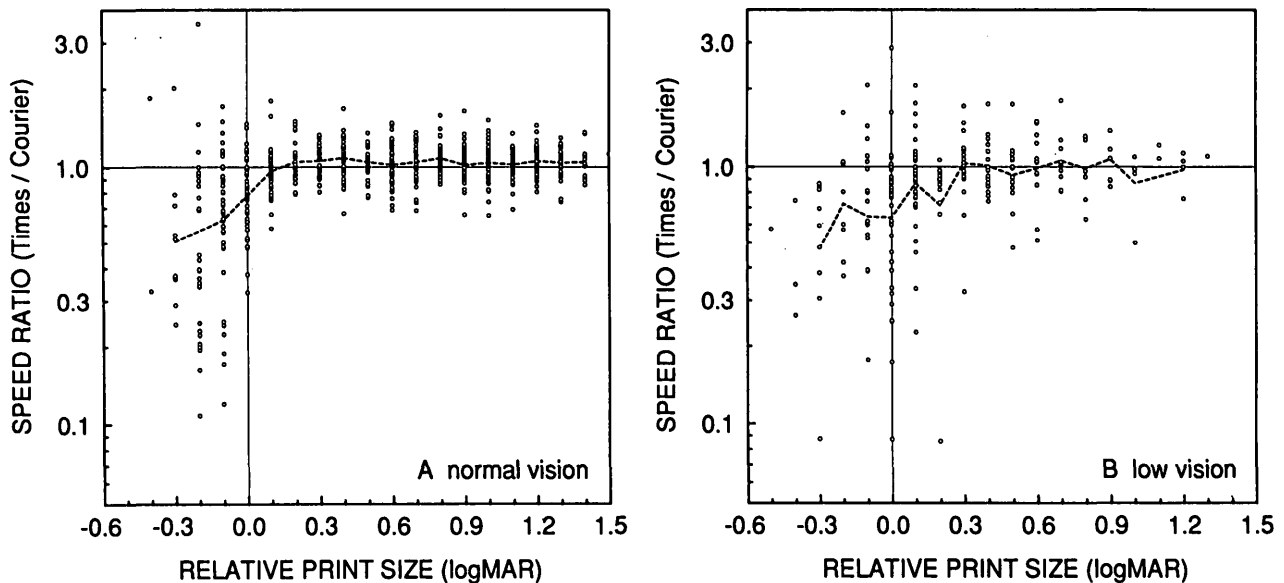 SPEED RATIO (Times / Courier)
3.0
1.0
0.3
0.1
A normal vision
-0.6 -0.3 0.0 0.3 0.6 0.9 1.2 1.5
RELATIVE PRINT SIZE (logMAR)
SPEED RATIO (Times / Courier)
3.0
1.0
0.3
0.1
B low vision
-0.6 -0.3 0.0 0.3 0.6 0.9 1.2 1.5
RELATIVE PRINT SIZE (logMAR)